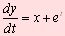 dy/dt = x + e^t